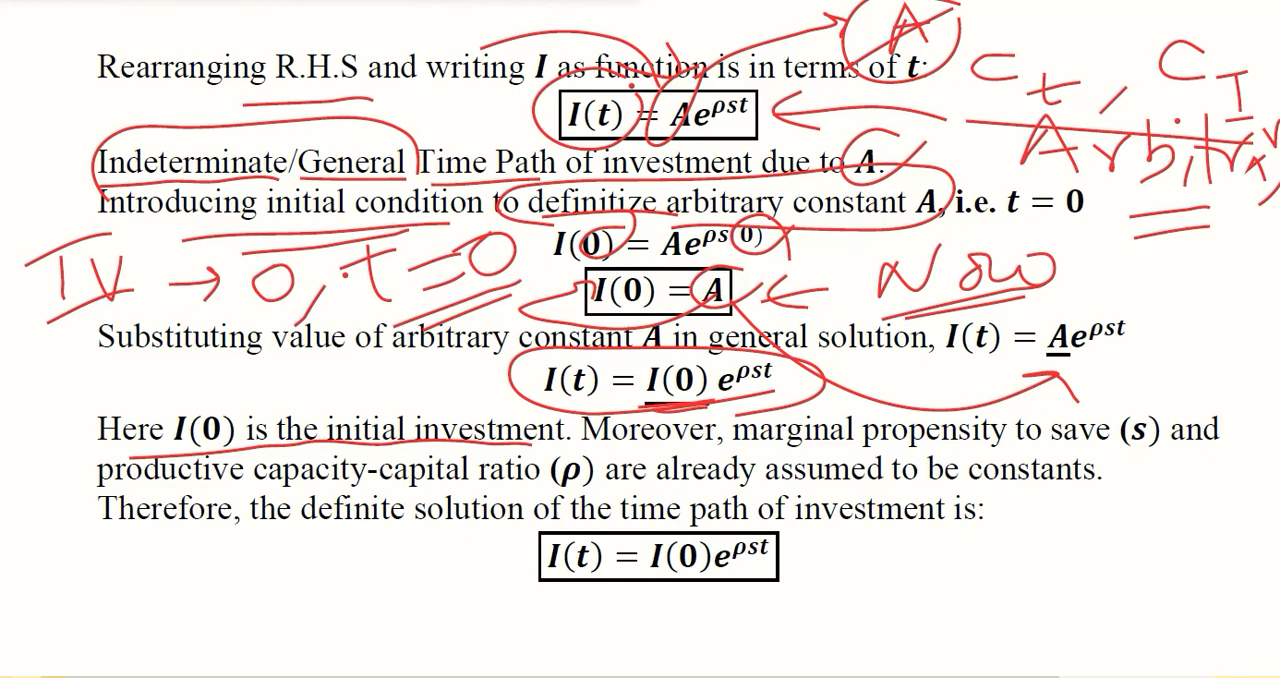 Rearranging R.H.S and writing I as function is in terms of t:
I(t) = Ae^ρst
Indeterminate/General Time Path of investment due to A.
Introducing initial condition to definitize arbitrary constant A, i.e. t = 0
I(0) = Ae^ρs(0)
I(0) = A
Substituting value of arbitrary constant A in general solution, I(t) = Ae^ρst
I(t) = I(0) e^ρst
Here I(0) is the initial investment. Moreover, marginal propensity to save (s) and
productive capacity-capital ratio (ρ) are already assumed to be constants.
Therefore, the definite solution of the time path of investment is:
I(t) = I(0)e^ρst
A
C t, C I
Arbitrary
IV → 0, t = 0
← Now